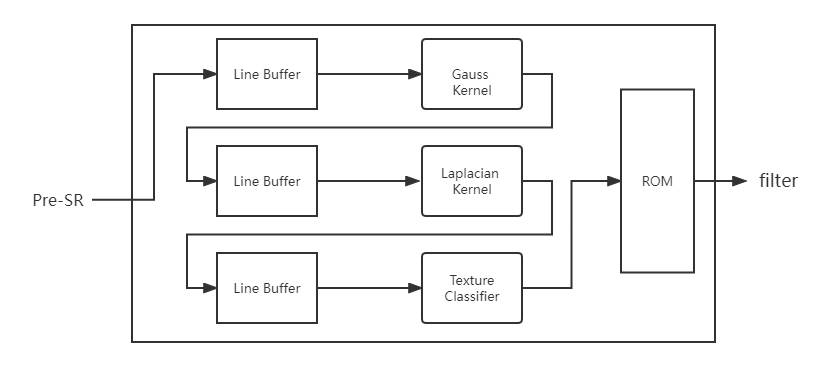 Line Buffer
Gauss
Kernel
Line Buffer
Laplacian
Kernel
ROM
filter
Pre-SR
Line Buffer
Texture
Classifier